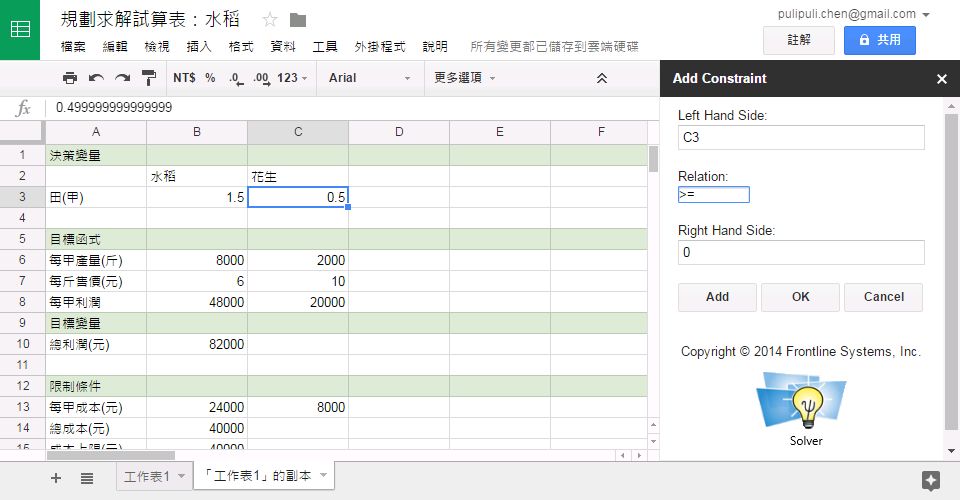 規劃求解試算表：水稻
pulipuli.chen@gmail.com
檔案 編輯 檢視 插入 格式 資料 工具 外掛程式 說明 所有變更都已儲存到雲端硬碟
註解 共用
NT$ % .0 .00 123 Arial 更多選項
fx 0.499999999999999
A B C D E F
1 決策變量
2 水稻 花生
3 田(甲) 1.5 0.5
4
5 目標函式
6 每甲產量(斤) 8000 2000
7 每斤售價(元) 6 10
8 每甲利潤 48000 20000
9 目標變量
10 總利潤(元) 82000
11
12 限制條件
13 每甲成本(元) 24000 8000
14 總成本(元) 40000
15 成本上限(元) 40000
工作表1 「工作表1」的副本
Add Constraint
Left Hand Side:
C3
Relation:
>=
Right Hand Side:
0
Add OK Cancel
Copyright © 2014 Frontline Systems, Inc.
Solver